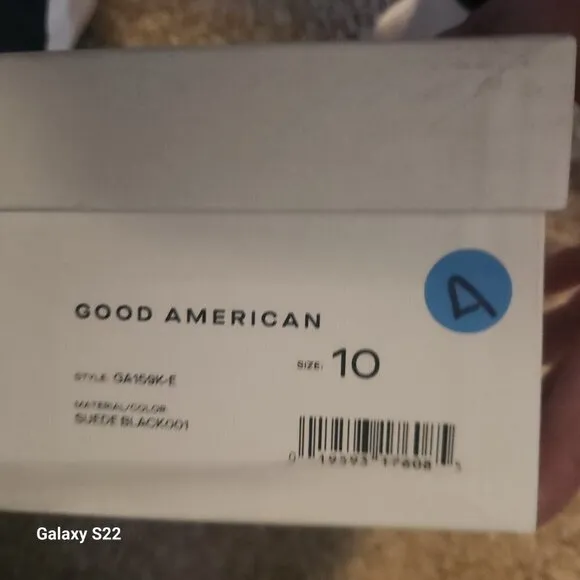 GOOD AMERICAN
SIZE: 10
STYLE: GA159K-E
MATERIAL/COLOR
SUEDE BLACK001
Galaxy S22